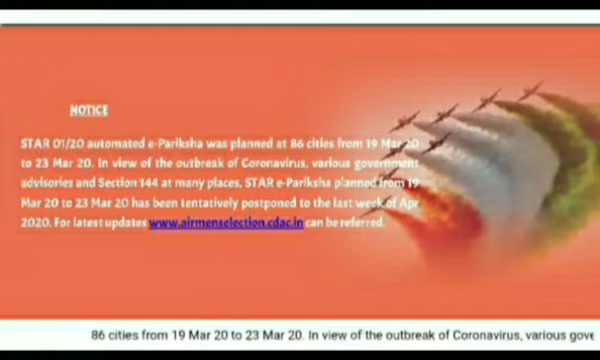 NOTICE
STAR 01/20 automated e-Pariksha was planned at 86 cities from 19 Mar 20
to 23 Mar 20. In view of the outbreak of Coronavirus, various government
advisories and Section 144 at many places, STAR e-Pariksha planned from 19
Mar 20 to 23 Mar 20 has been tentatively postponed to the last week of Apr
2020. For latest updates www.airmenselection.cdac.in can be referred.
86 cities from 19 Mar 20 to 23 Mar 20. In view of the outbreak of Coronavirus, various gove